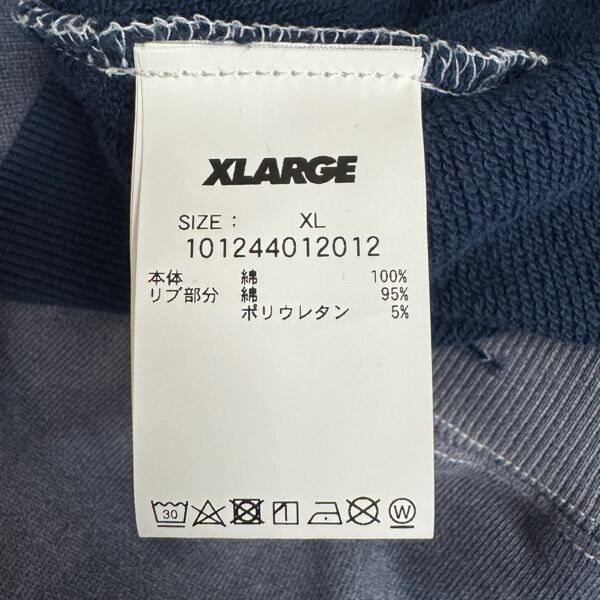 XLARGE
SIZE : XL
101244012012
本体 綿 100%
リブ部分 綿 95%
ポリウレタン 5%
30 W